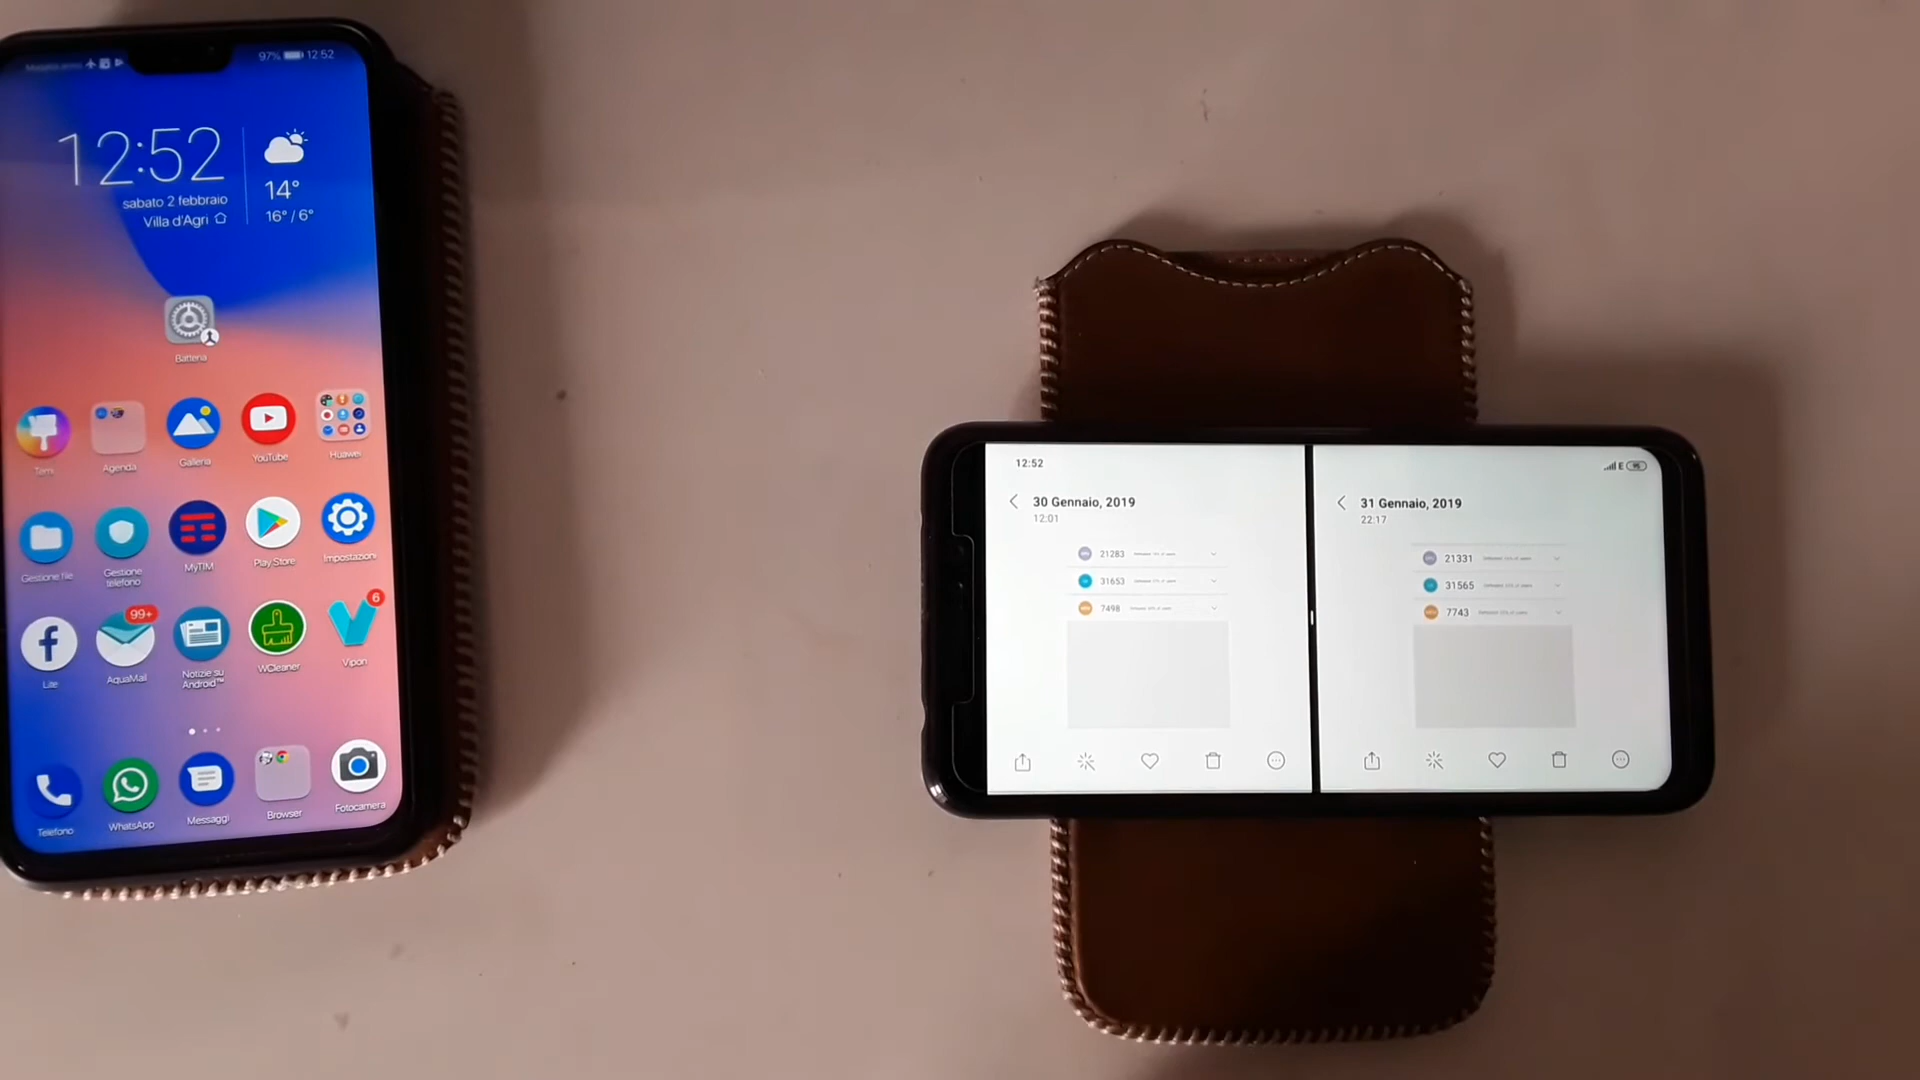 97% 12:52
12:52
sabato 2 febbraio
Villa d'Agri
14°
16° / 6°
Batteria
Temi
Agenda
Galleria
YouTube
Huawei
Gestione file
Gestione telefono
MyTIM
Play Store
Impostazioni
99+
6
Lite
AquaMail
Notizie su Android™
WCleaner
Vipon
Telefono
WhatsApp
Messaggi
Browser
Fotocamera
12:52
30 Gennaio, 2019
12:01
21283
31653
7498
E
31 Gennaio, 2019
22:17
21331
31565
7743